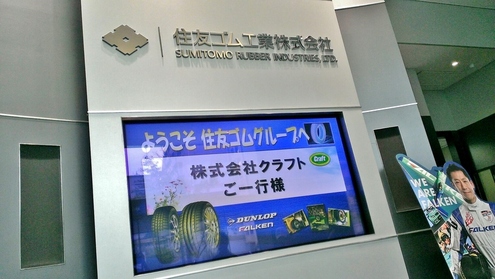 住友ゴム工業株式会社
SUMITOMO RUBBER INDUSTRIES, LTD.
ようこそ 住友ゴムグループへ
株式会社クラフト
Craft
ご一行様
DUNLOP
FALKEN
WE ARE
FALKEN